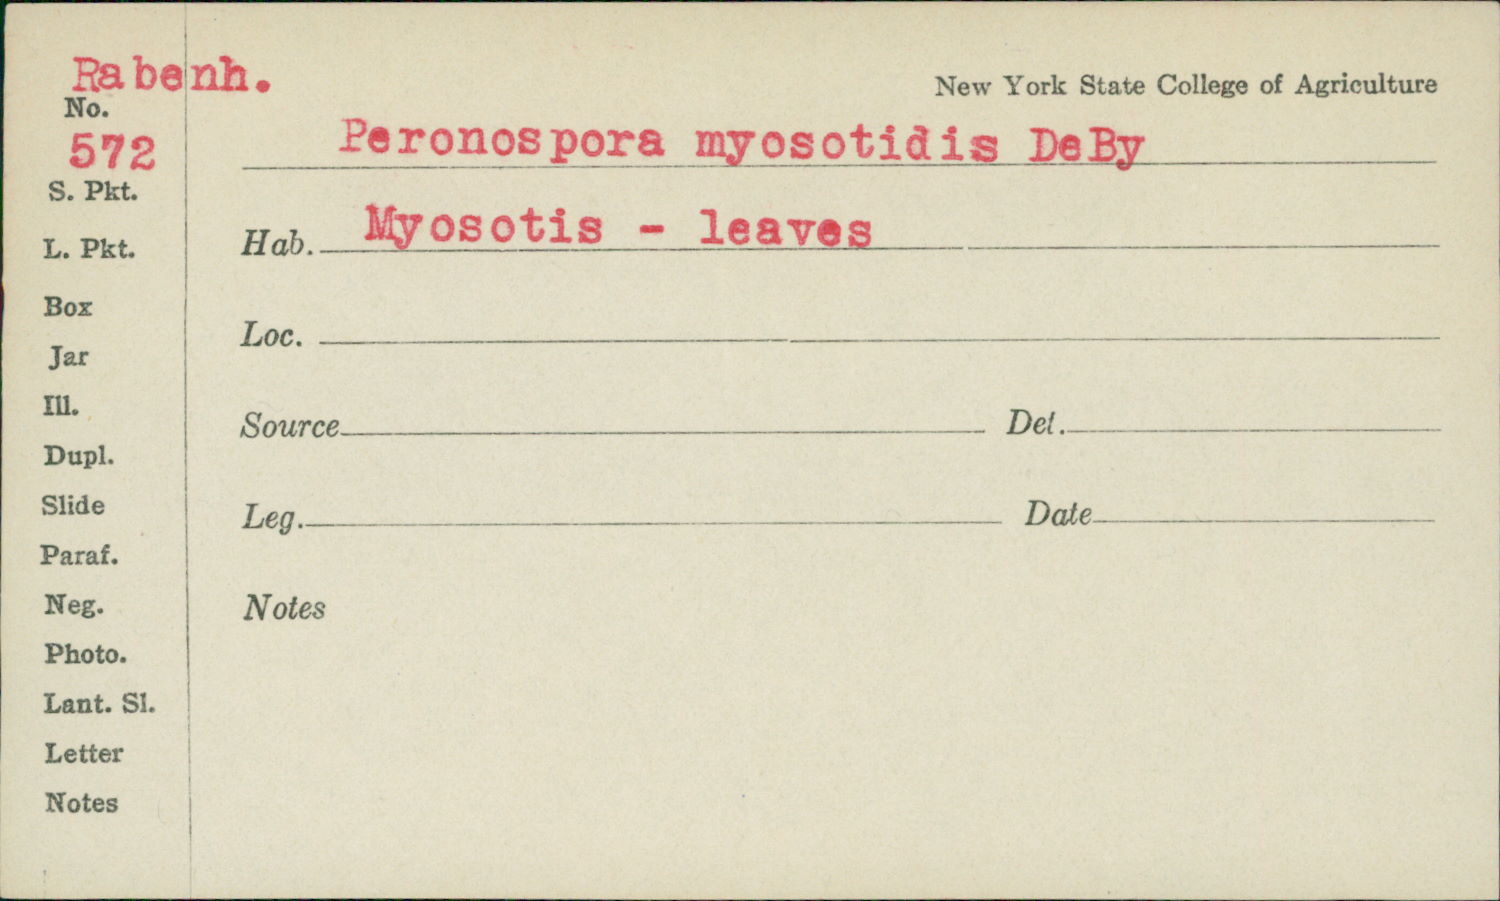 Rabenh.
New York State College of Agriculture
No.
572
Peronospora myosotidis DeBy
S. Pkt.
Hab. Myosotis - leaves
L. Pkt.
Box
Loc.
Jar
Ill.
Source Det.
Dupl.
Slide
Leg. Date
Paraf.
Neg.
Notes
Photo.
Lant. Sl.
Letter
Notes